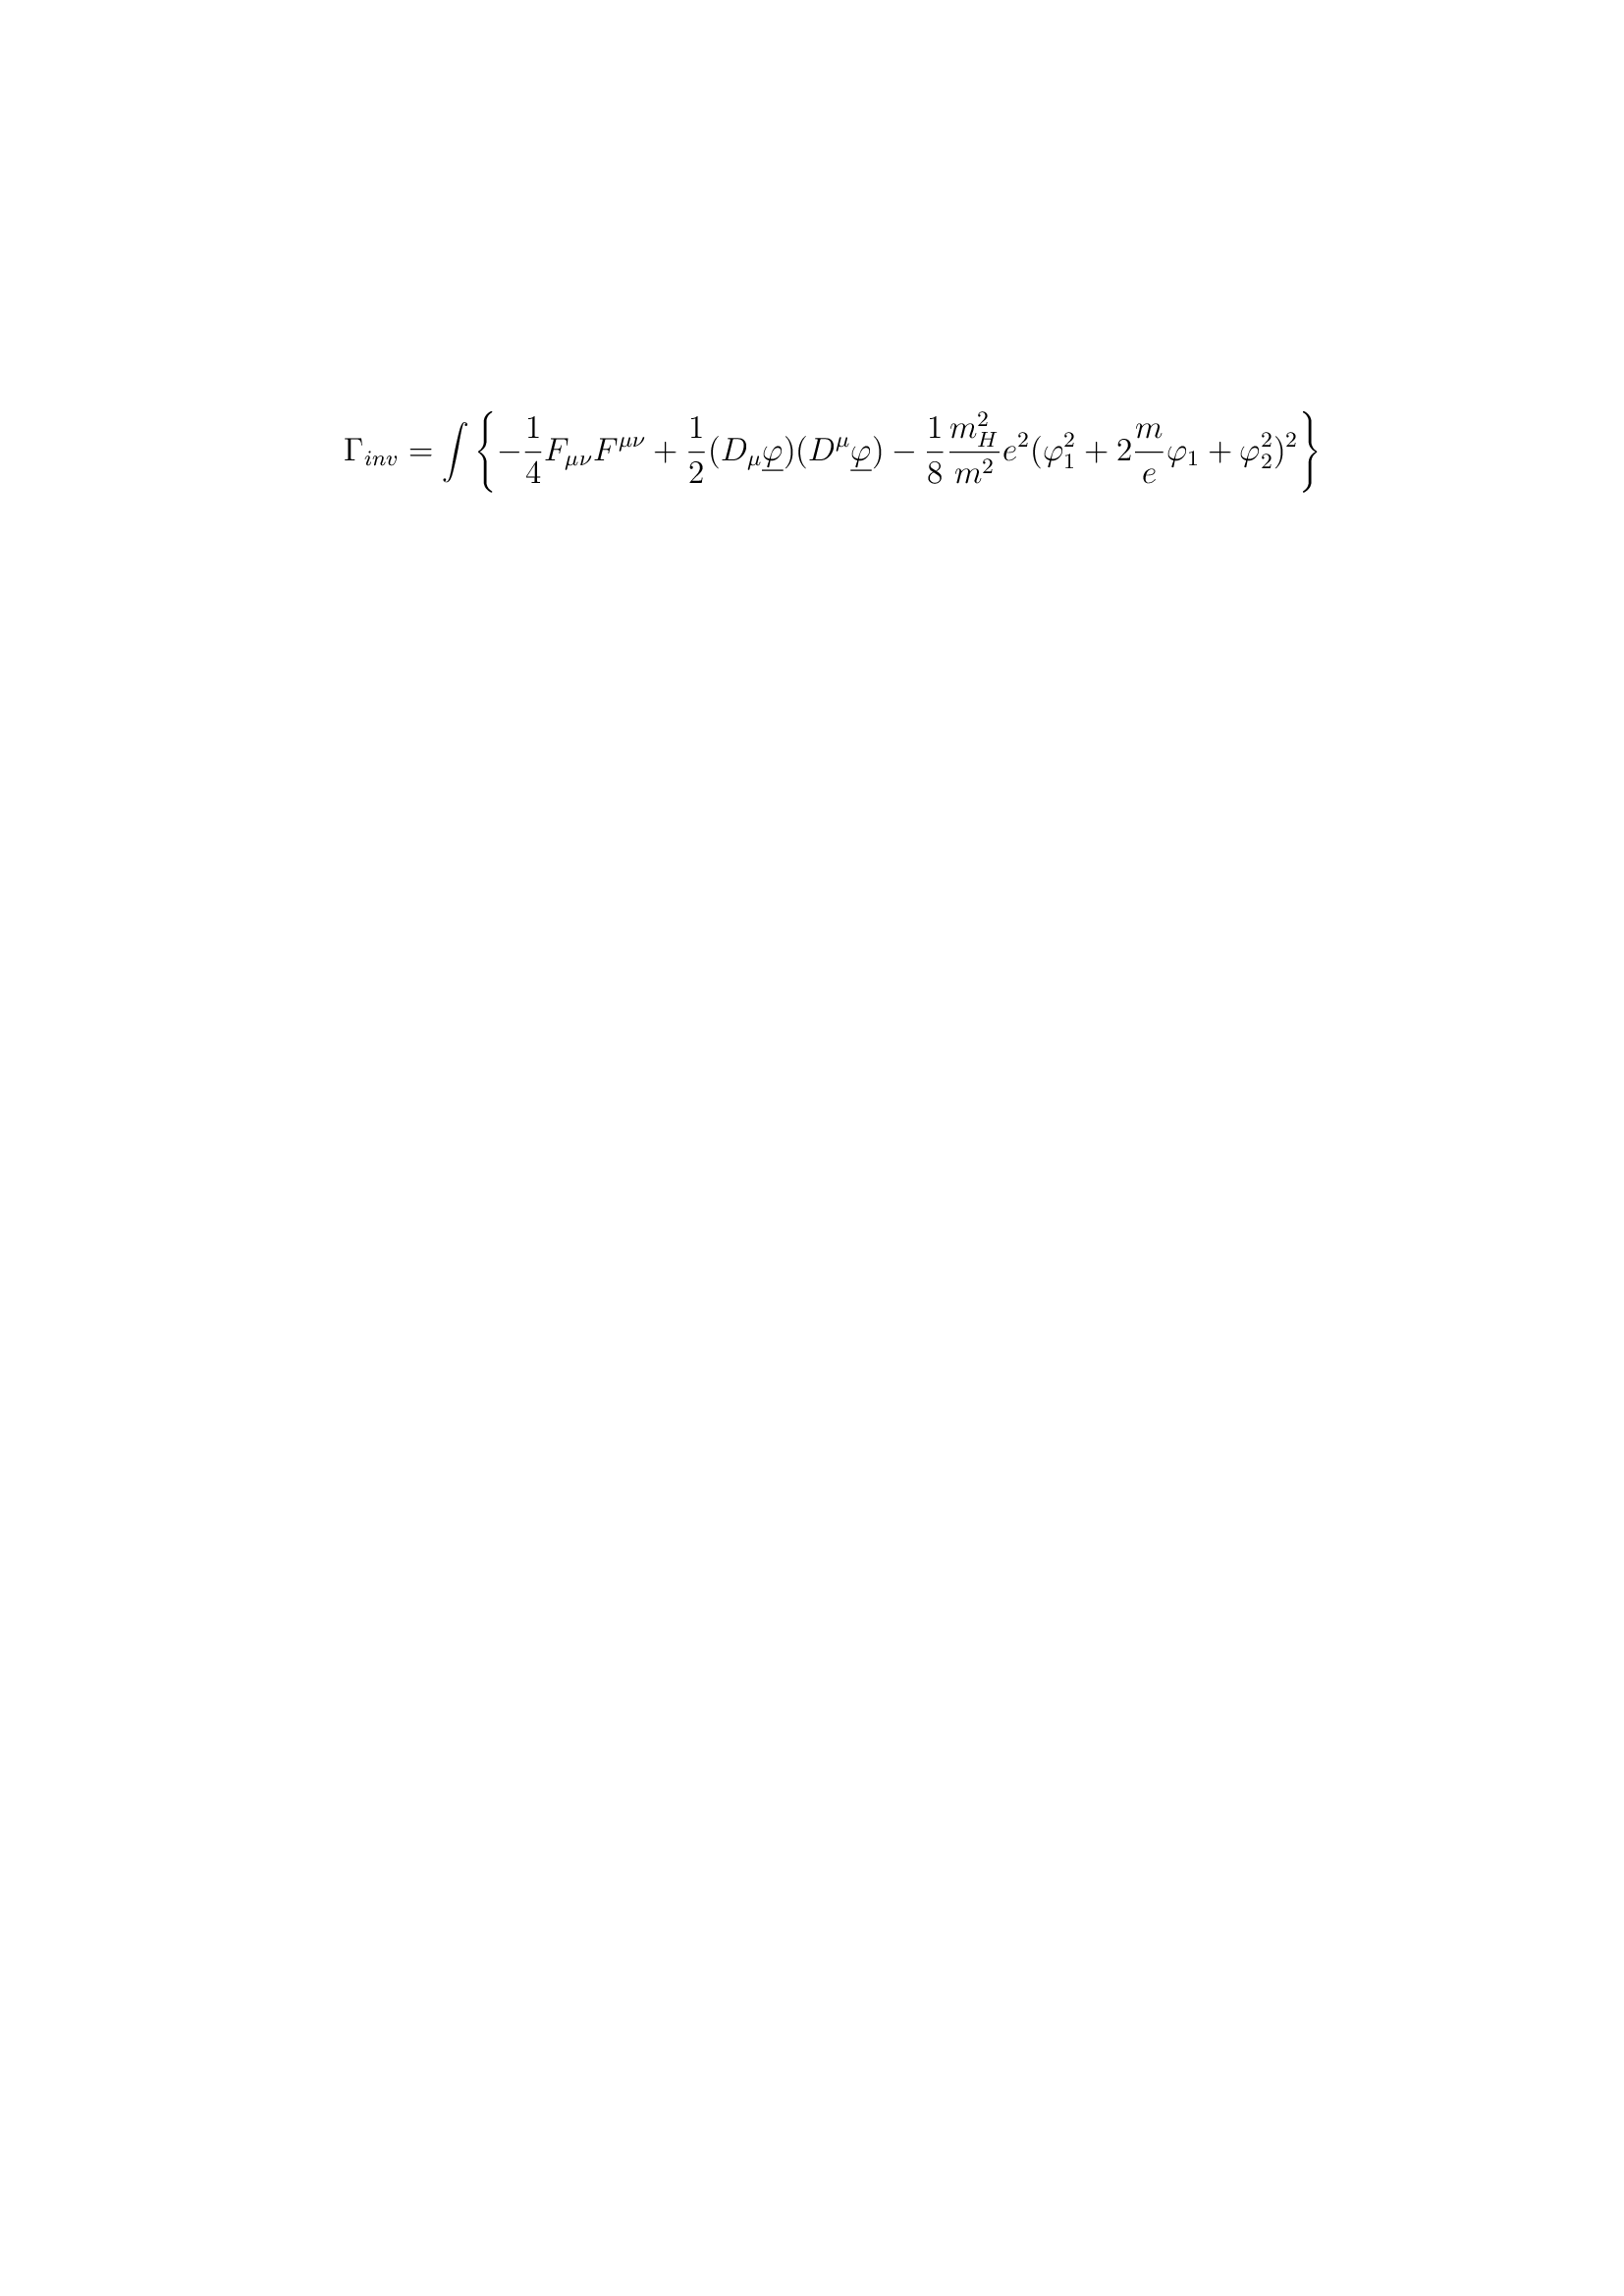 \Gamma_{inv} = \int \left\{ -\frac{1}{4} F_{\mu\nu} F^{\mu\nu} + \frac{1}{2} (D_\mu \underline{\varphi})(D^\mu \underline{\varphi}) - \frac{1}{8} \frac{m_H^2}{m^2} e^2 (\varphi_1^2 + 2 \frac{m}{e} \varphi_1 + \varphi_2^2)^2 \right\}